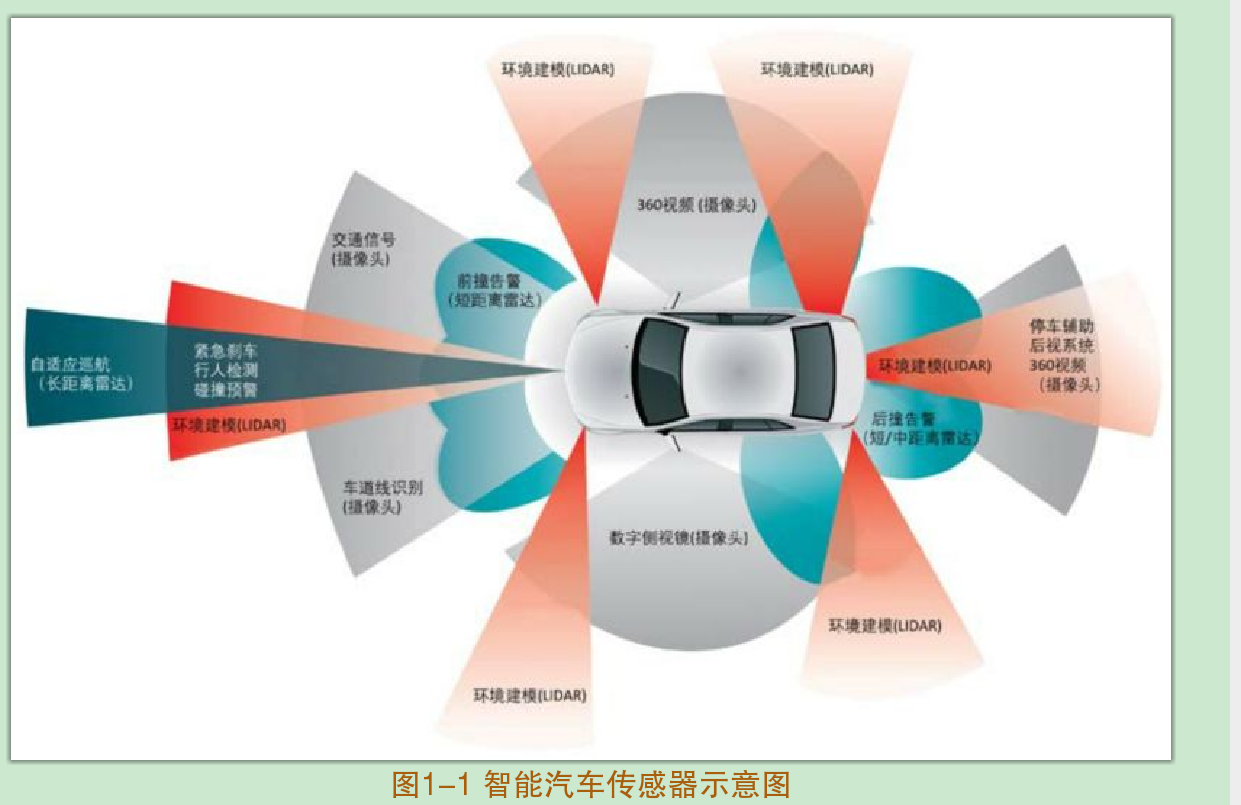 环境建模(LIDAR)
环境建模(LIDAR)
360视频 (摄像头)
交通信号
(摄像头)
前撞告警
(短距离雷达)
自适应巡航
(长距离雷达)
紧急刹车
行人检测
碰撞预警
环境建模(LIDAR)
停车辅助
后视系统
360视频
(摄像头)
环境建模(LIDAR)
后撞告警
(短/中距离雷达)
车道线识别
(摄像头)
数字侧视镜(摄像头)
环境建模(LIDAR)
环境建模(LIDAR)
图1-1 智能汽车传感器示意图